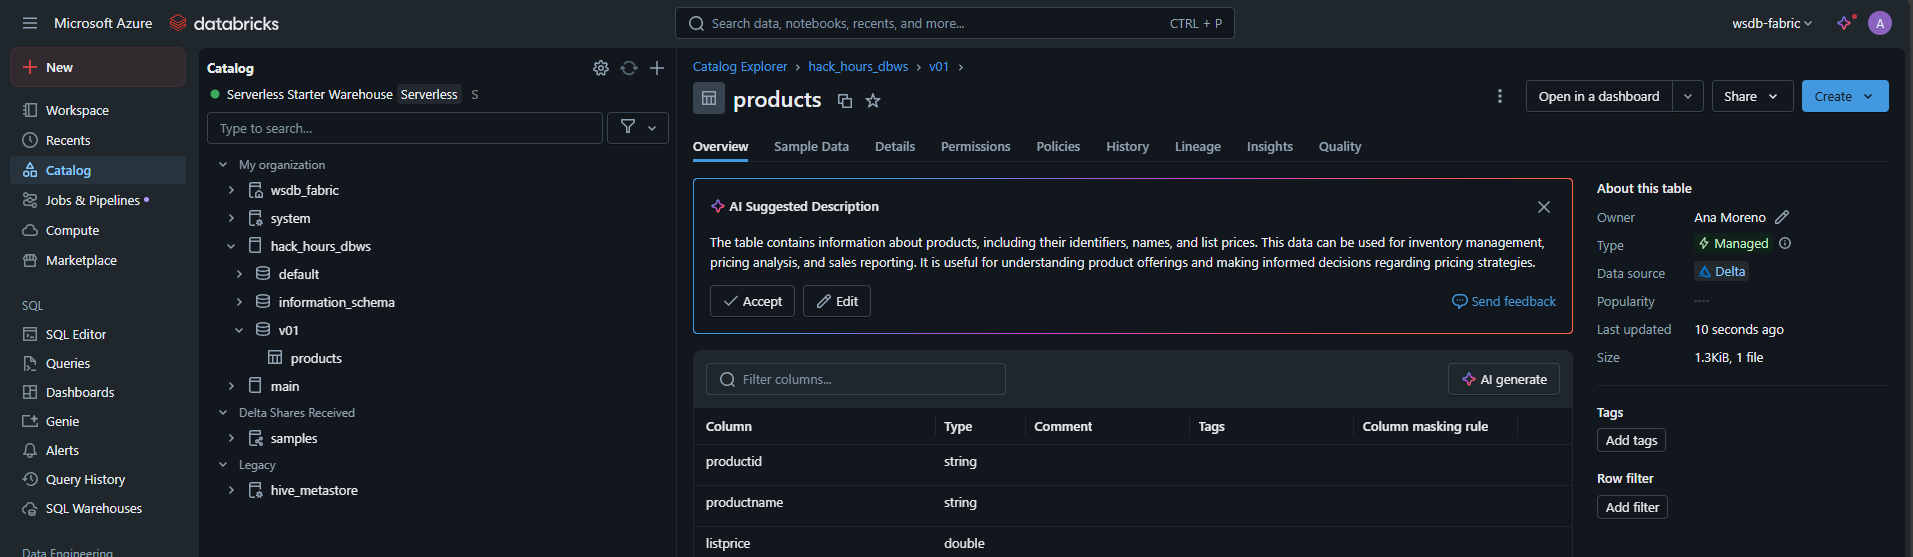 Microsoft Azure databricks
Search data, notebooks, recents, and more... CTRL + P
wsdb-fabric
A
New
Workspace
Recents
Catalog
Jobs & Pipelines
Compute
Marketplace
SQL
SQL Editor
Queries
Dashboards
Genie
Alerts
Query History
SQL Warehouses
Data Engineering
Catalog
Serverless Starter Warehouse Serverless S
Type to search...
My organization
wsdb_fabric
system
hack_hours_dbws
default
information_schema
v01
products
main
Delta Shares Received
samples
Legacy
hive_metastore
Catalog Explorer > hack_hours_dbws > v01 >
products
Open in a dashboard
Share
Create
Overview Sample Data Details Permissions Policies History Lineage Insights Quality
AI Suggested Description
The table contains information about products, including their identifiers, names, and list prices. This data can be used for inventory management,
pricing analysis, and sales reporting. It is useful for understanding product offerings and making informed decisions regarding pricing strategies.
Accept Edit Send feedback
Filter columns... AI generate
Column Type Comment Tags Column masking rule
productid string
productname string
listprice double
About this table
Owner Ana Moreno
Type Managed
Data source Delta
Popularity ----
Last updated 10 seconds ago
Size 1.3KiB, 1 file
Tags
Add tags
Row filter
Add filter